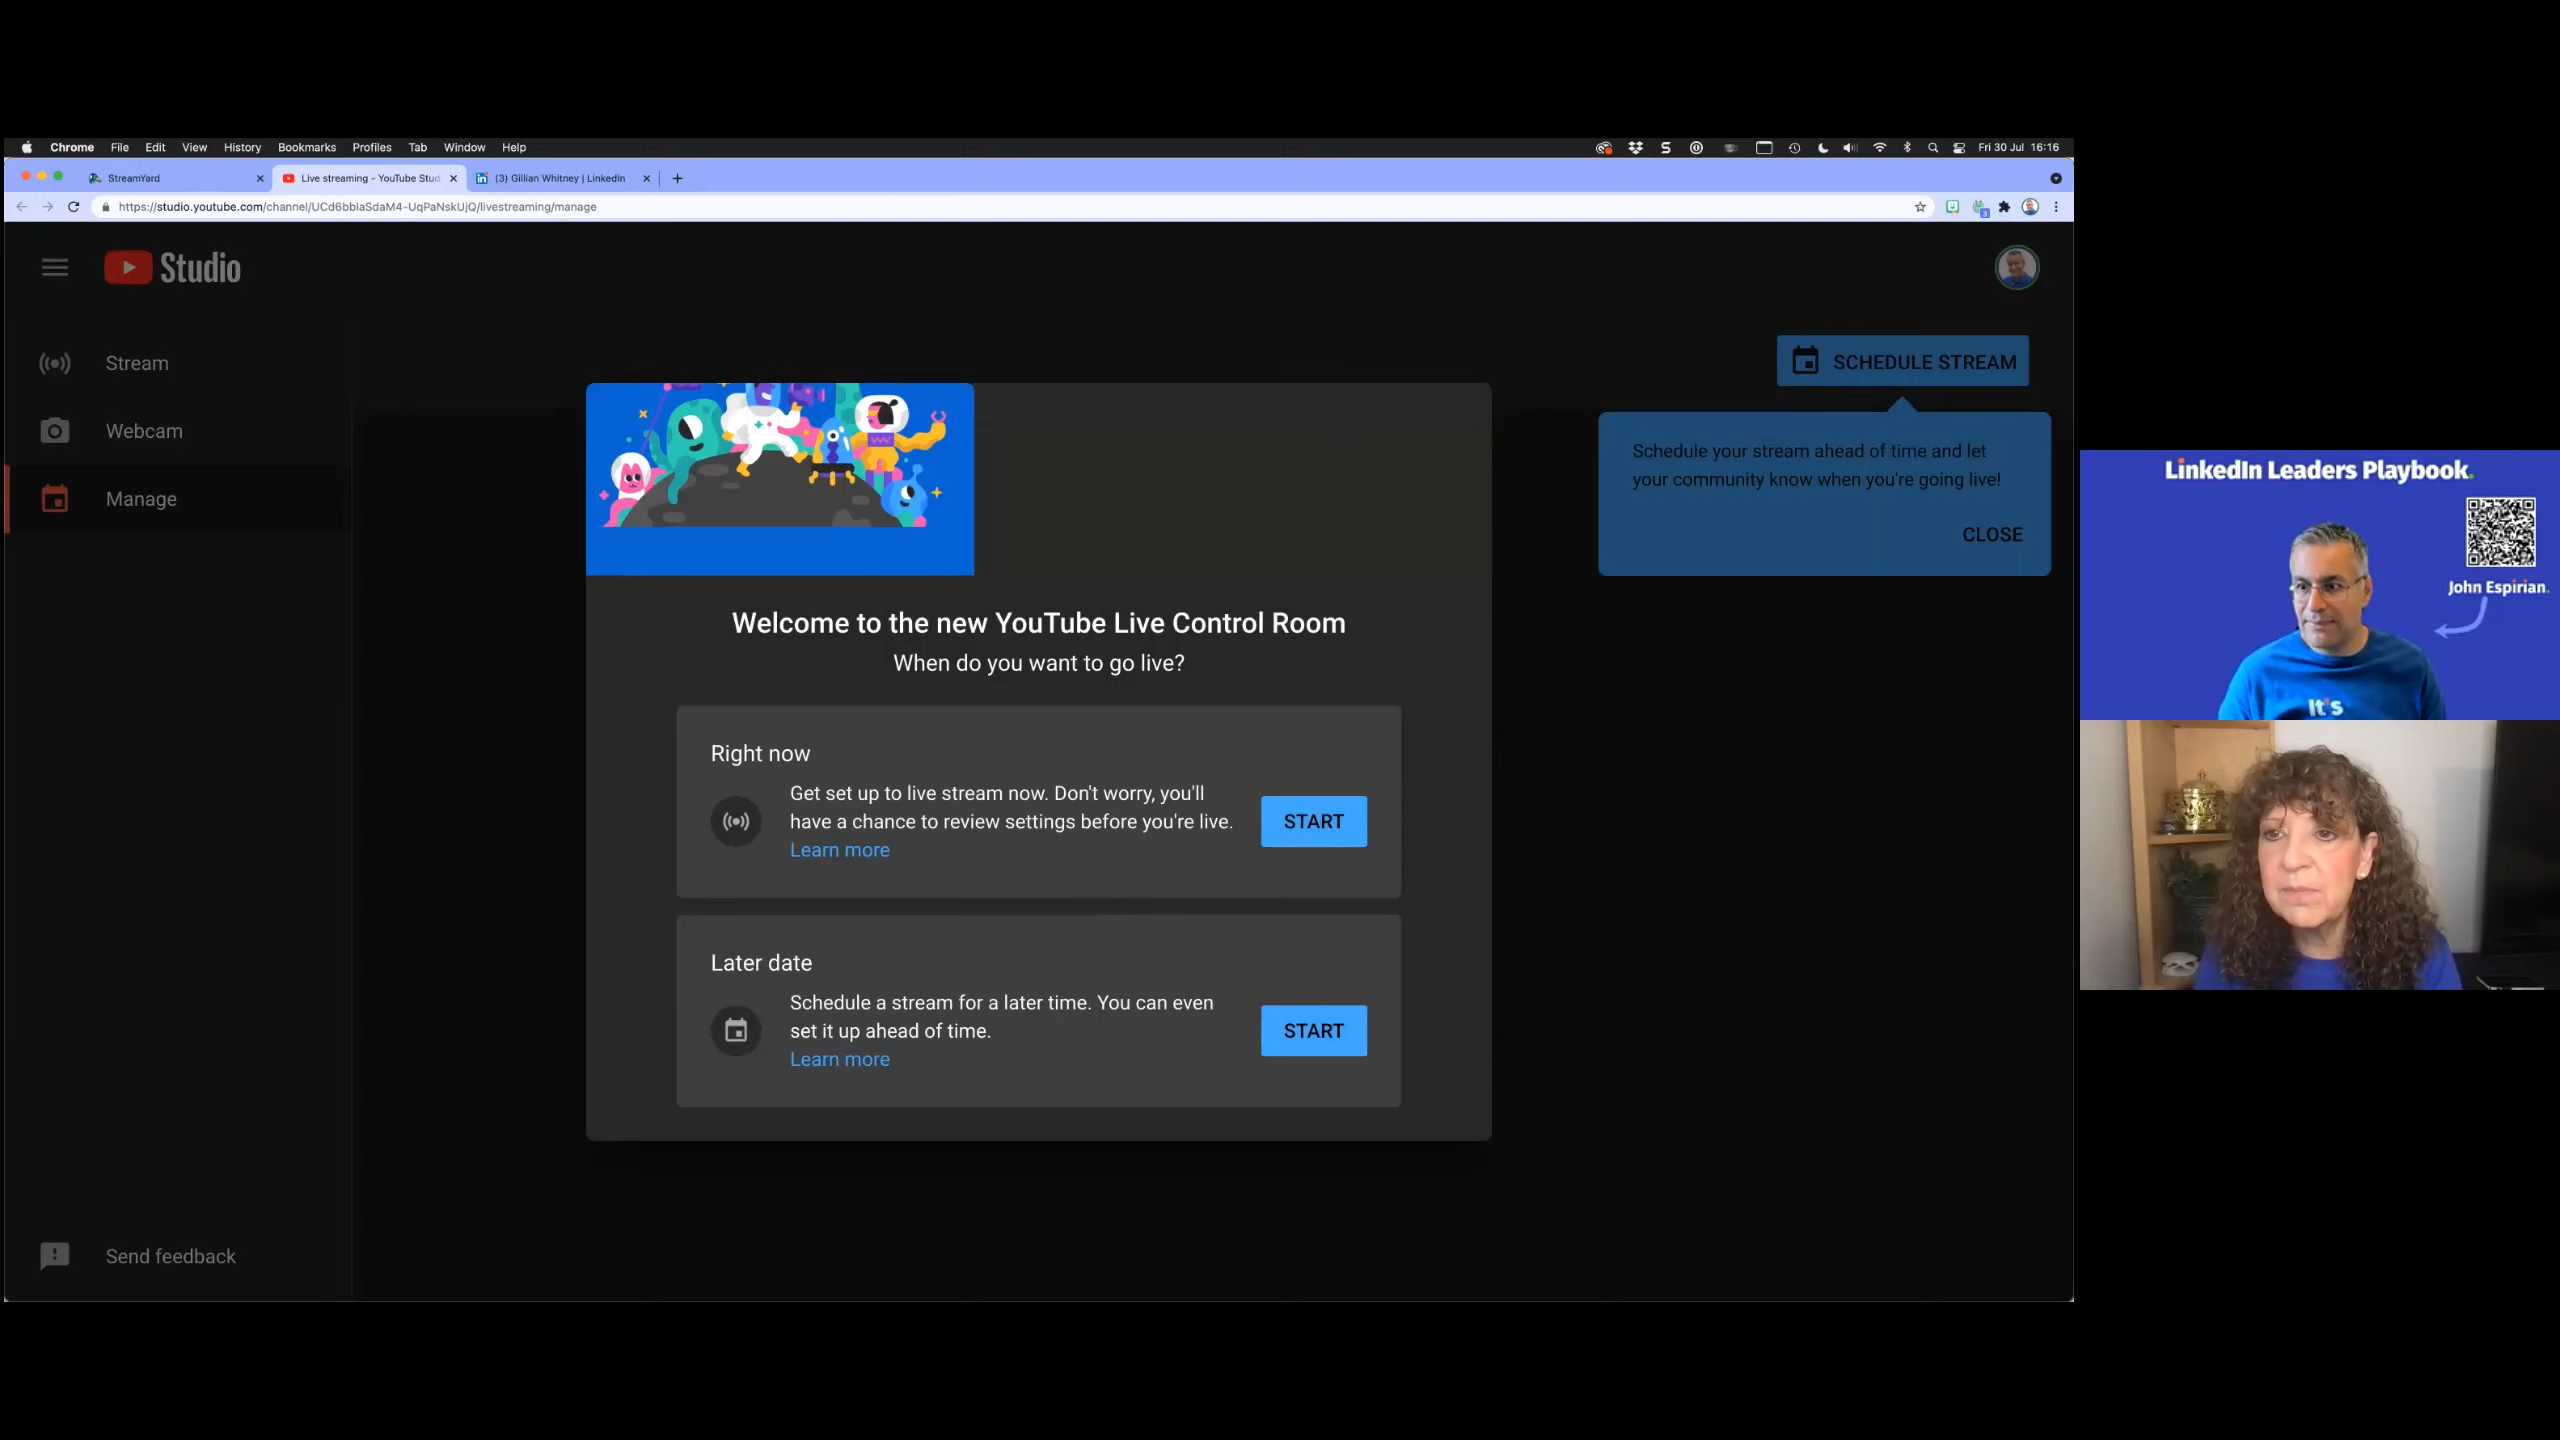 Chrome File Edit View History Bookmarks Profiles Tab Window Help
Fri 30 Jul 16:16
StreamYard
Live streaming - YouTube Stud
(3) Gillian Whitney | LinkedIn
https://studio.youtube.com/channel/UCd6bblaSdaM4-UqPaNskUjQ/livestreaming/manage
Studio
Stream
Webcam
Manage
Send feedback
SCHEDULE STREAM
Schedule your stream ahead of time and let
your community know when you're going live!
CLOSE
Welcome to the new YouTube Live Control Room
When do you want to go live?
Right now
Get set up to live stream now. Don't worry, you'll
have a chance to review settings before you're live.
Learn more
START
Later date
Schedule a stream for a later time. You can even
set it up ahead of time.
Learn more
START
LinkedIn Leaders Playbook.
John Espirian.
It's